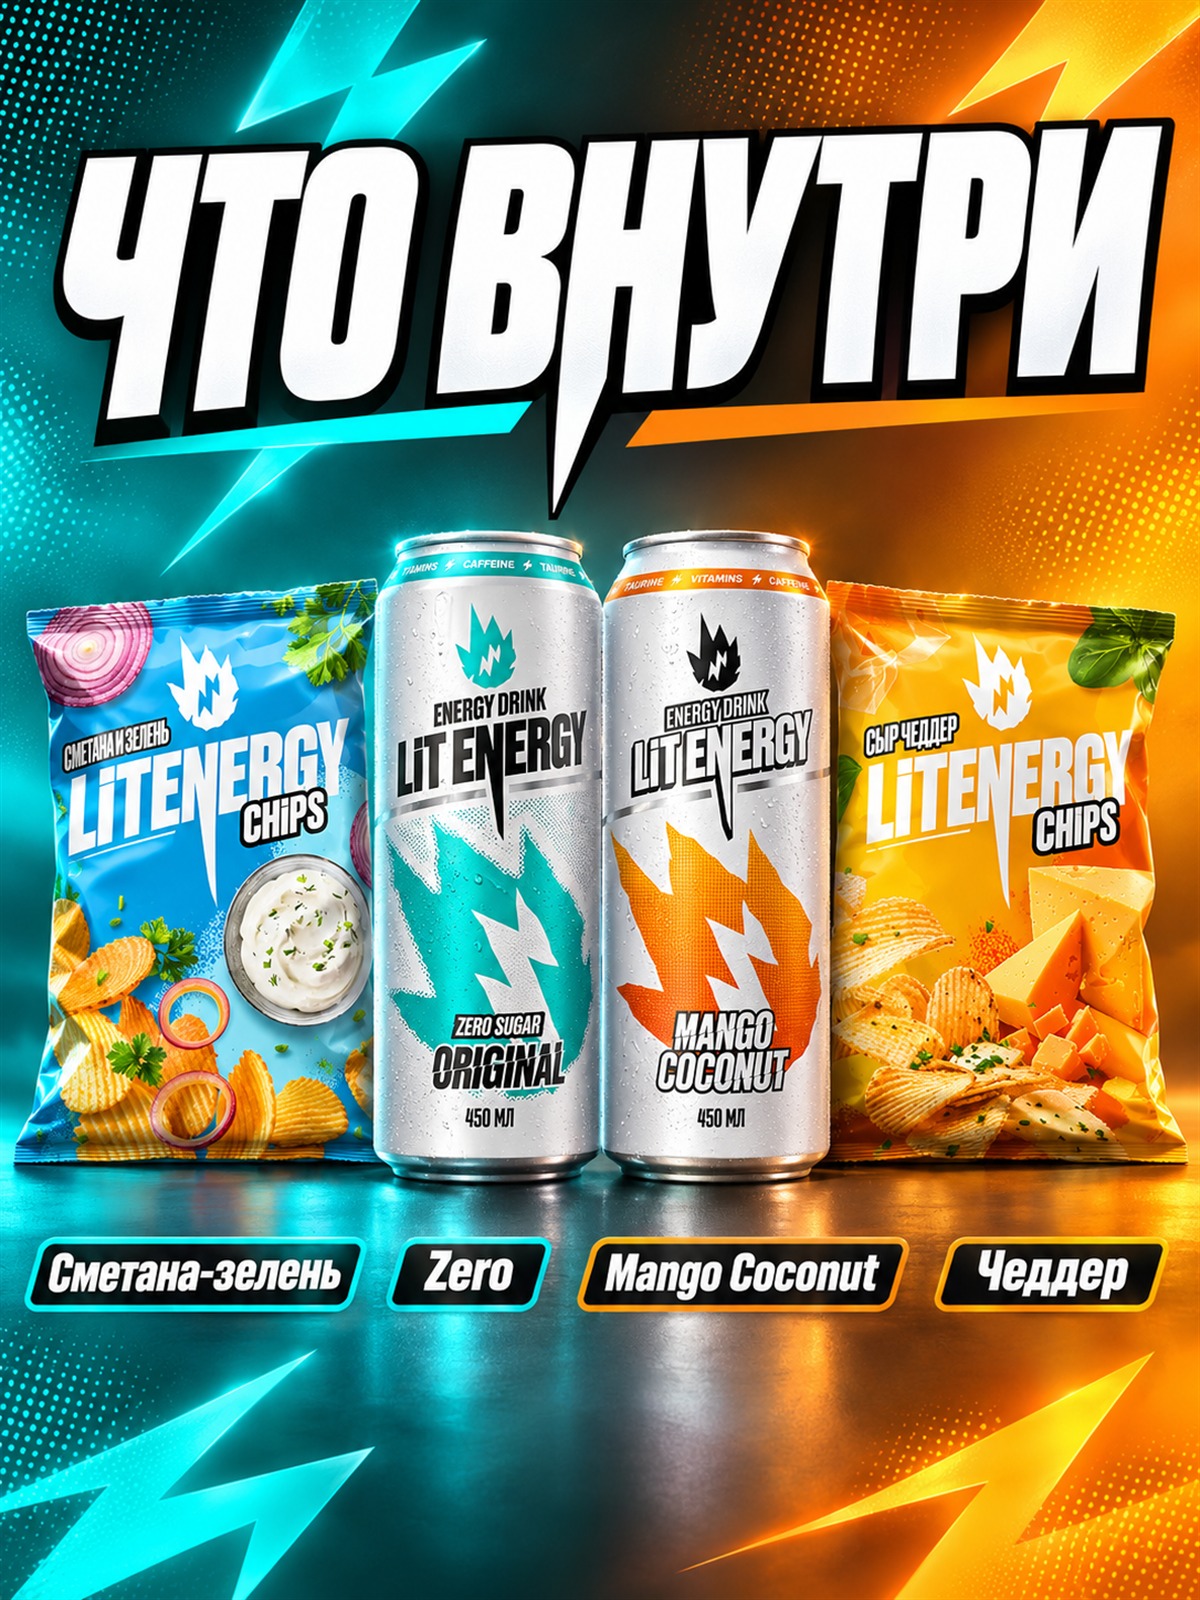 ЧТО ВНУТРИ
VITAMINS CAFFEINE TAURINE
ENERGY DRINK
LiT ENERGY
ZERO SUGAR
ORIGINAL
450 МЛ
TAURINE VITAMINS CAFFEINE
ENERGY DRINK
LiT ENERGY
MANGO
COCONUT
450 МЛ
СМЕТАНА И ЗЕЛЕНЬ
LiTENERGY
CHiPS
СЫР ЧЕДДЕР
LiTENERGY
CHiPS
Сметана-зелень
Zero
Mango Coconut
Чеддер